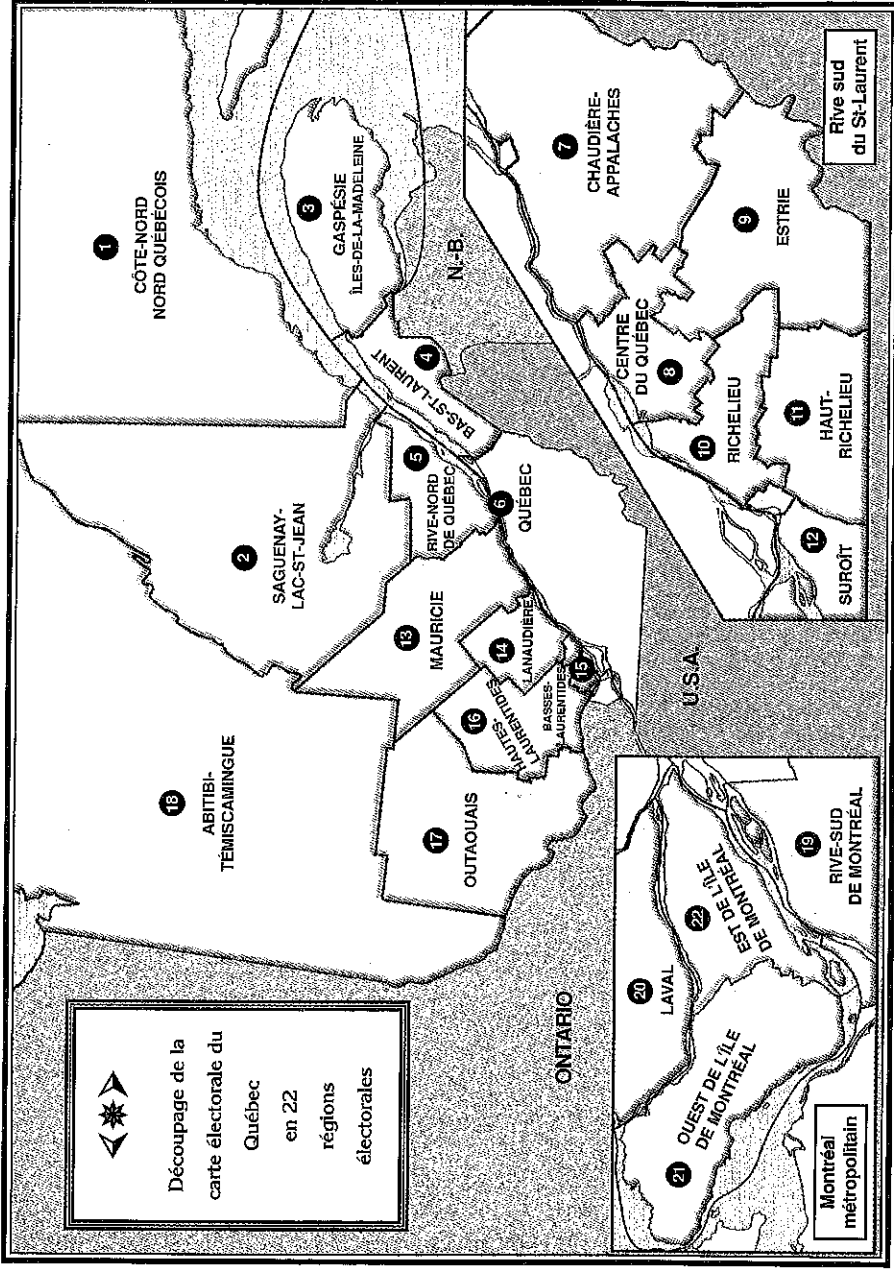 Découpage de la
carte électorale du
Québec
en 22
régions
électorales
1
CÔTE-NORD
NORD QUÉBÉCOIS
2
SAGUENAY-
LAC-ST-JEAN
3
GASPÉSIE
ÎLES-DE-LA-MADELEINE
4
BAS-ST-LAURENT
5
RIVE-NORD
DE QUÉBEC
6
QUÉBEC
N.-B.
13
MAURICIE
14
LANAUDIÈRE
15
BASSES-
LAURENTIDES
16
HAUTES-
LAURENTIDES
17
OUTAOUAIS
18
ABITIBI-
TÉMISCAMINGUE
ONTARIO
U.S.A.
Montréal
métropolitain
19
RIVE-SUD
DE MONTRÉAL
20
LAVAL
21
OUEST DE L'ÎLE
DE MONTRÉAL
22
EST DE L'ÎLE
DE MONTRÉAL
Rive sud
du St-Laurent
7
CHAUDIÈRE-
APPALACHES
8
CENTRE
DU QUÉBEC
9
ESTRIE
10
RICHELIEU
11
HAUT-
RICHELIEU
12
SUROÎT